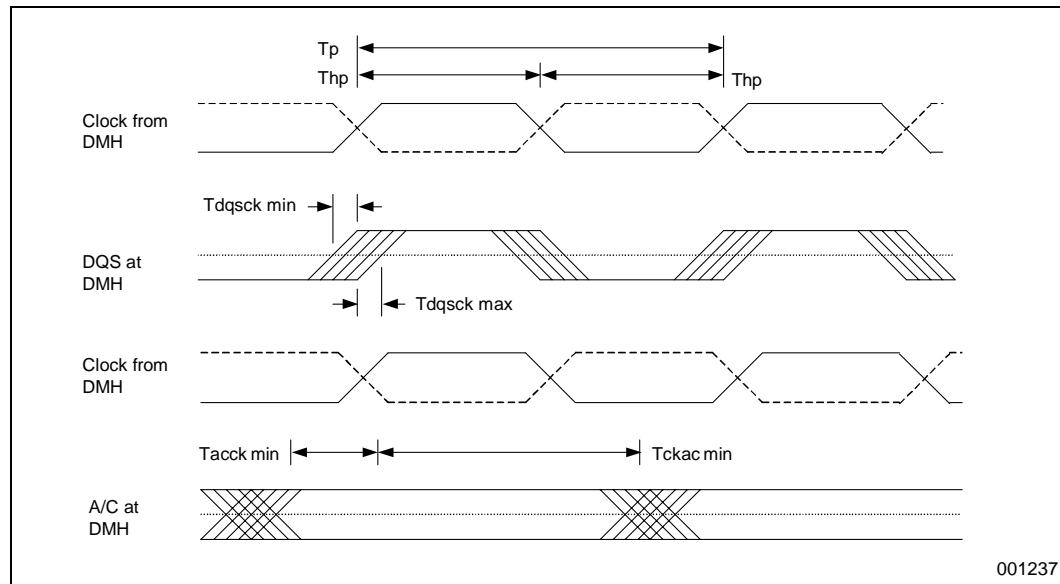 Tp
Thp
Thp
Clock from
DMH
Tdqsck min
DQS at
DMH
Tdqsck max
Clock from
DMH
Tacck min
Tckac min
A/C at
DMH
001237